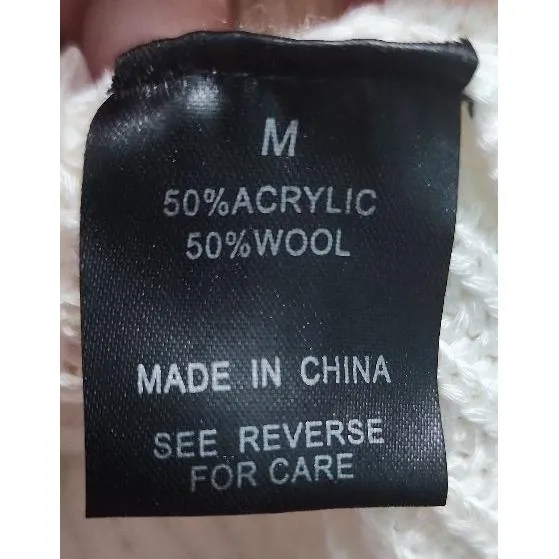 M
50%ACRYLIC
50%WOOL
MADE IN CHINA
SEE REVERSE
FOR CARE